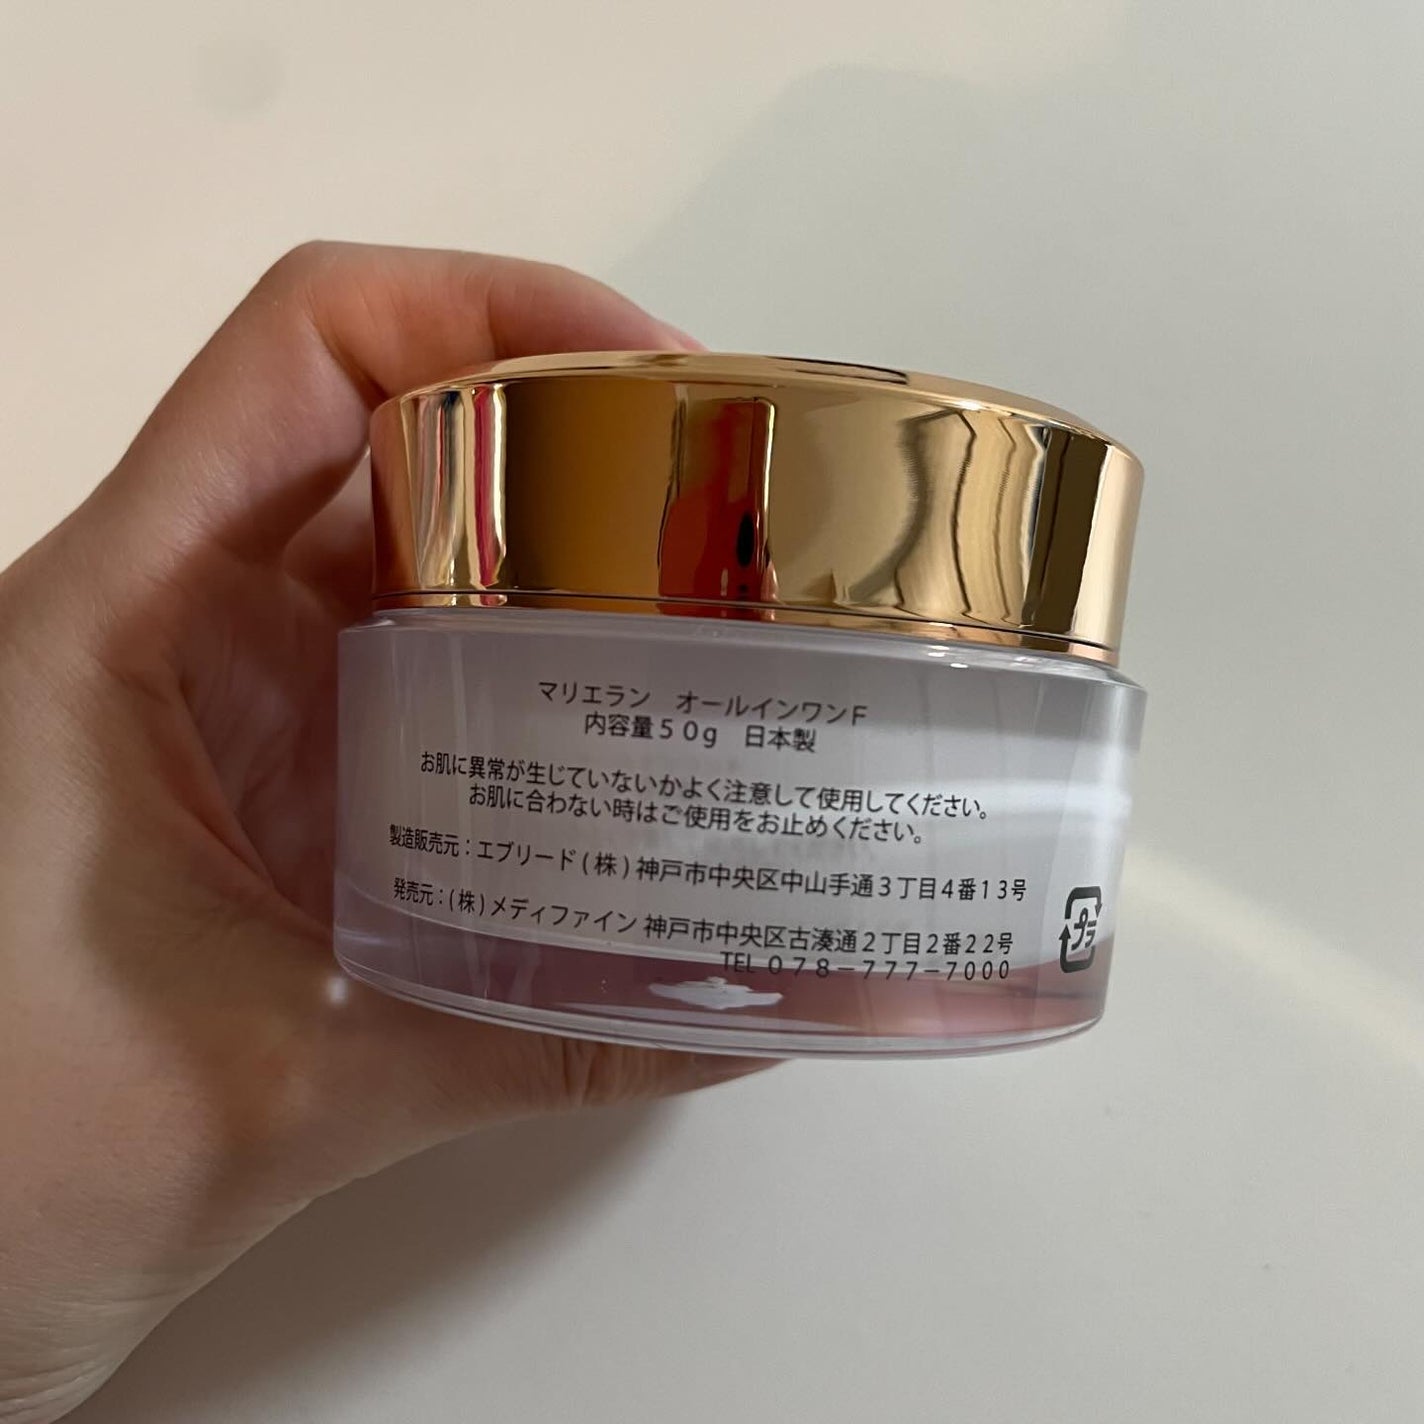 マリエラン　オールインワンF
内容量５０g　日本製
お肌に異常が生じていないかよく注意して使用してください。
お肌に合わない時はご使用をお止めください。
製造販売元：エブリード(株)神戸市中央区中山手通３丁目４番１３号
発売元：(株)メディファイン 神戸市中央区古湊通２丁目２番２２号
TEL ０７８－７７７－７０００
プラ